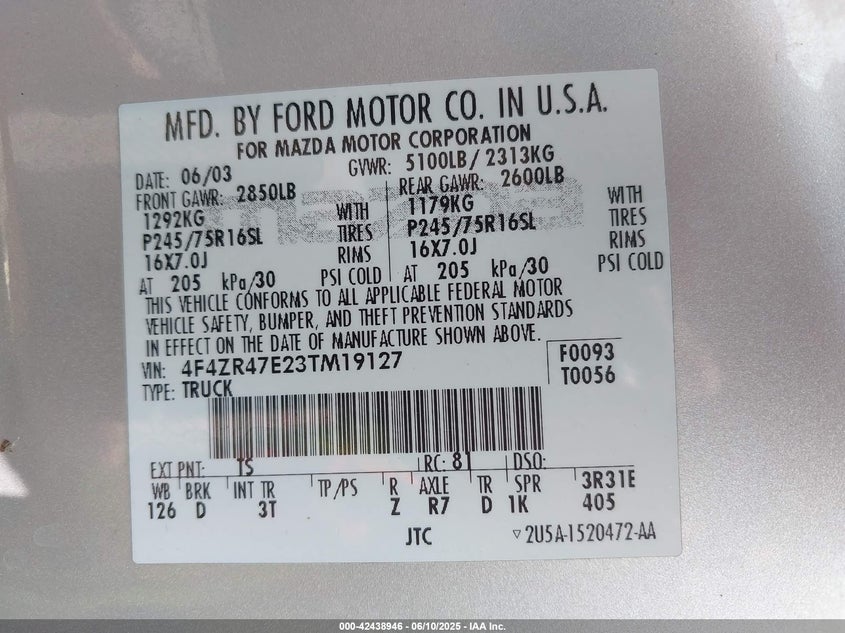 MFD. BY FORD MOTOR CO. IN U.S.A.
FOR MAZDA MOTOR CORPORATION
DATE: 06/03 GVWR: 5100LB/ 2313KG
FRONT GAWR: 2850LB REAR GAWR: 2600LB
1292KG WITH 1179KG WITH
P245/75R16SL TIRES P245/75R16SL TIRES
16X7.0J RIMS 16X7.0J RIMS
AT 205 kPa/30 PSI COLD AT 205 kPa/30 PSI COLD
THIS VEHICLE CONFORMS TO ALL APPLICABLE FEDERAL MOTOR
VEHICLE SAFETY, BUMPER, AND THEFT PREVENTION STANDARDS
IN EFFECT ON THE DATE OF MANUFACTURE SHOWN ABOVE.
VIN: 4F4ZR47E23TM19127 F0093
TYPE: TRUCK T0056
EXT PNT: TS RC: 81 DSO:
WB BRK INT TR TP/PS R AXLE TR SPR 3R31E
126 D 3T Z R7 D 1K 405
JTC ▽2U5A-1520472-AA
000-42438946 - 06/10/2025 - IAA Inc.